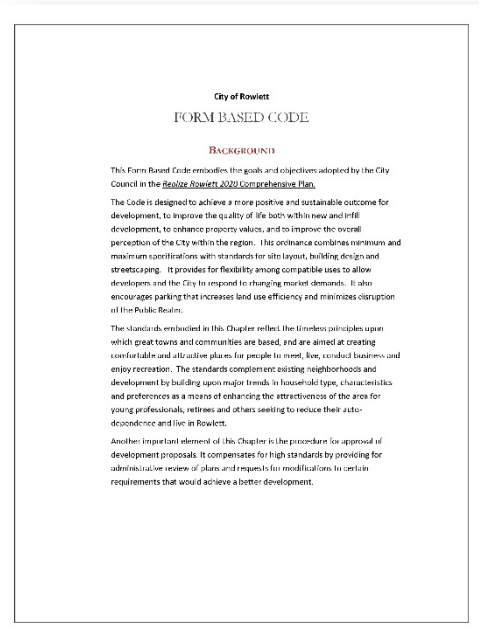 City of Rowlett
FORM BASED CODE
BACKGROUND
This Form Based Code embodies the goals and objectives adopted by the City
Council in the Realize Rowlett 2020 Comprehensive Plan.
The Code is designed to achieve a more positive and sustainable outcome for
development, to improve the quality of life both within new and infill
development, to enhance property values, and to improve the overall
perception of the City within the region. This ordinance combines minimum and
maximum specifications with standards for site layout, building design and
streetscaping. It provides for flexibility among compatible uses to allow
developers and the City to respond to changing market demands. It also
encourages parking that increases land use efficiency and minimizes disruption
of the Public Realm.
The standards embodied in this Chapter reflect the timeless principles upon
which great towns and communities are based, and are aimed at creating
comfortable and attractive places for people to meet, live, conduct business and
enjoy recreation. The standards complement existing neighborhoods and
development by building upon major trends in household type, characteristics
and preferences as a means of enhancing the attractiveness of the area for
young professionals, retirees and others seeking to reduce their auto-
dependence and live in Rowlett.
Another important element of this Chapter is the procedure for approval of
development proposals. It compensates for high standards by providing for
administrative review of plans and requests for modifications to certain
requirements that would achieve a better development.